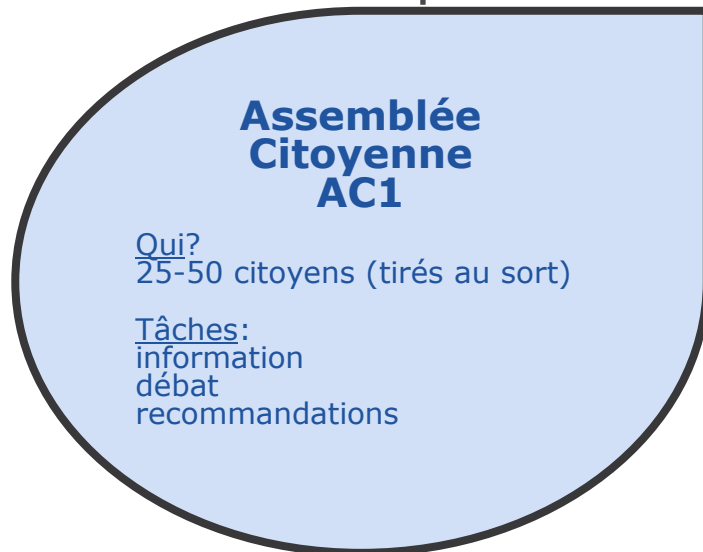 Assemblée
Citoyenne
AC1
Qui?
25-50 citoyens (tirés au sort)
Tâches:
information
débat
recommandations